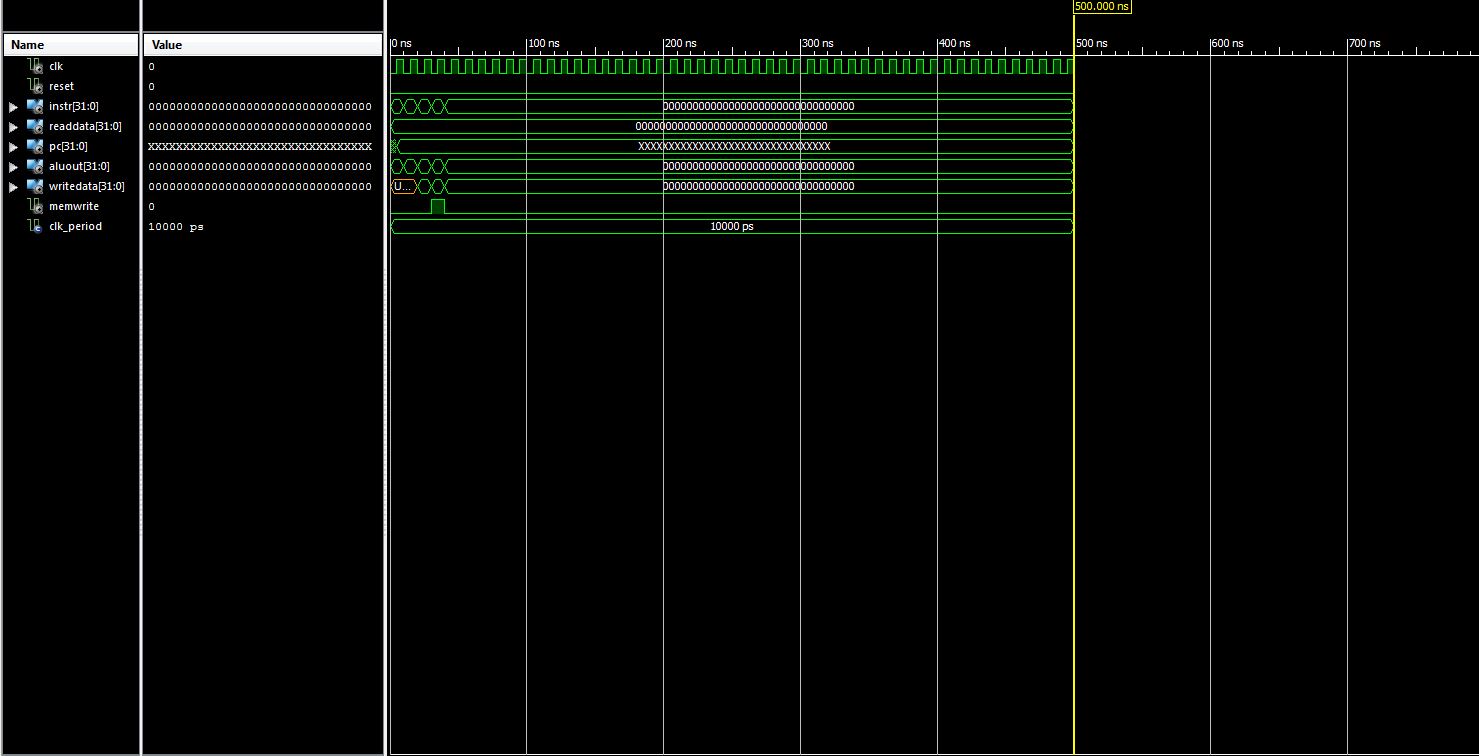 500.000 ns
Name Value
0 ns 100 ns 200 ns 300 ns 400 ns 500 ns 600 ns 700 ns
clk 0
reset 0
instr[31:0] 00000000000000000000000000000000 00000000000000000000000000000000
readdata[31:0] 00000000000000000000000000000000 00000000000000000000000000000000
pc[31:0] XXXXXXXXXXXXXXXXXXXXXXXXXXXXXXXX XXXXXXXXXXXXXXXXXXXXXXXXXXXXXXXX
aluout[31:0] 00000000000000000000000000000000 00000000000000000000000000000000
writedata[31:0] 00000000000000000000000000000000 U... 00000000000000000000000000000000
memwrite 0
clk_period 10000 ps 10000 ps